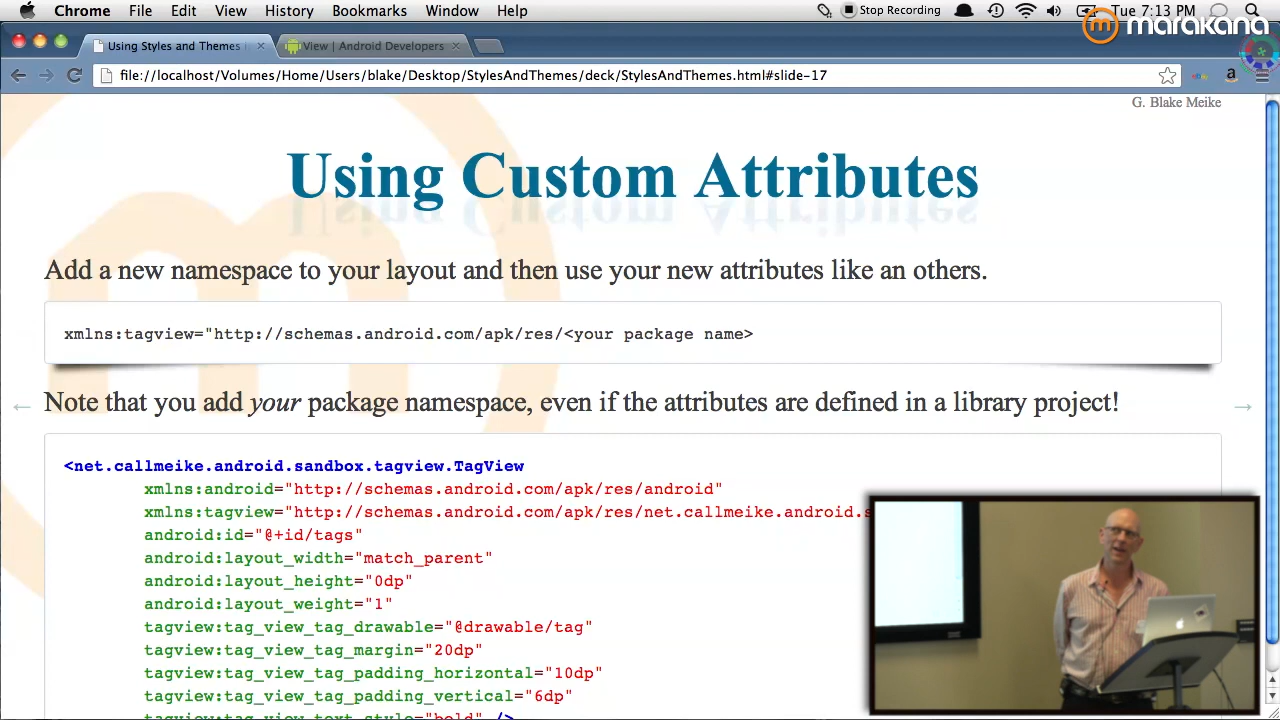 Chrome File Edit View History Bookmarks Window Help Stop Recording Tue 7:13 PM
marakana
Using Styles and Themes View | Android Developers
file://localhost/Volumes/Home/Users/blake/Desktop/StylesAndThemes/deck/StylesAndThemes.html#slide-17
G. Blake Meike
Using Custom Attributes
Add a new namespace to your layout and then use your new attributes like an others.
xmlns:tagview="http://schemas.android.com/apk/res/<your package name>
Note that you add your package namespace, even if the attributes are defined in a library project!
<net.callmeike.android.sandbox.tagview.TagView
xmlns:android="http://schemas.android.com/apk/res/android"
xmlns:tagview="http://schemas.android.com/apk/res/net.callmeike.android.s
android:id="@+id/tags"
android:layout_width="match_parent"
android:layout_height="0dp"
android:layout_weight="1"
tagview:tag_view_tag_drawable="@drawable/tag"
tagview:tag_view_tag_margin="20dp"
tagview:tag_view_tag_padding_horizontal="10dp"
tagview:tag_view_tag_padding_vertical="6dp"
tagview:tag_view_text_style="bold" />